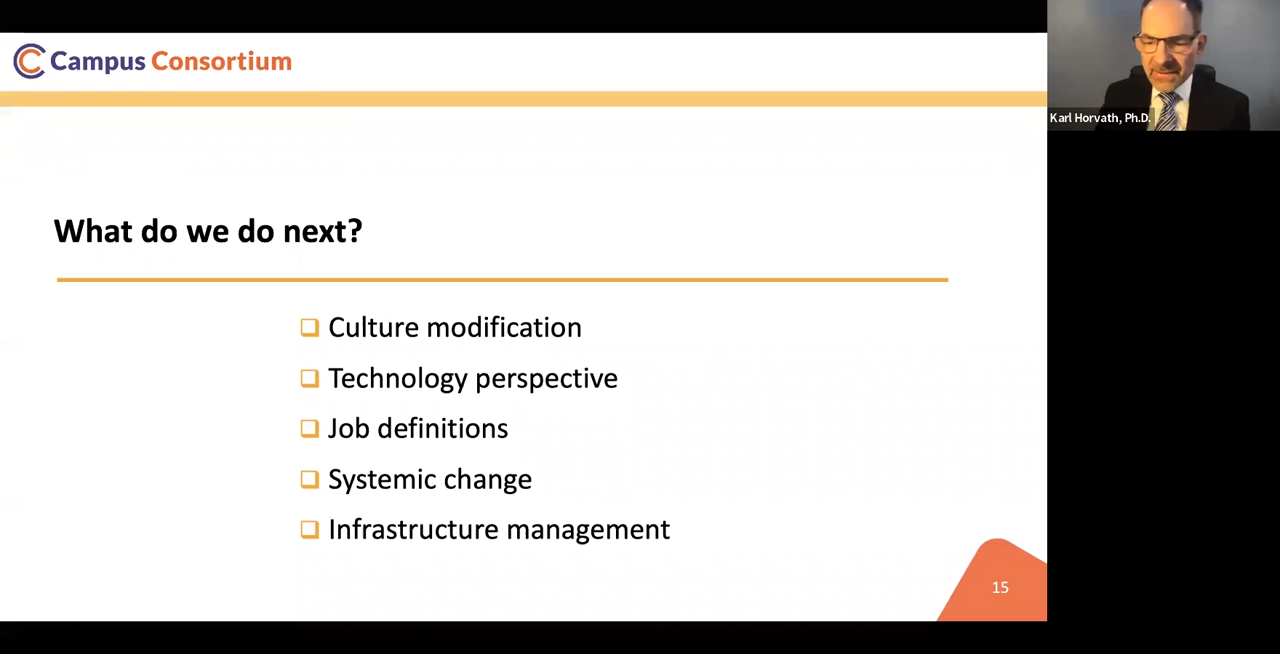 Campus Consortium
Karl Horvath, Ph.D.
What do we do next?
Culture modification
Technology perspective
Job definitions
Systemic change
Infrastructure management
15